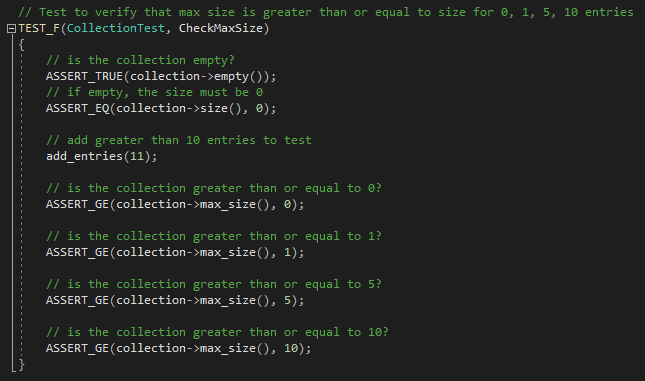 // Test to verify that max size is greater than or equal to size for 0, 1, 5, 10 entries
TEST_F(CollectionTest, CheckMaxSize)
{
// is the collection empty?
ASSERT_TRUE(collection->empty());
// if empty, the size must be 0
ASSERT_EQ(collection->size(), 0);
// add greater than 10 entries to test
add_entries(11);
// is the collection greater than or equal to 0?
ASSERT_GE(collection->max_size(), 0);
// is the collection greater than or equal to 1?
ASSERT_GE(collection->max_size(), 1);
// is the collection greater than or equal to 5?
ASSERT_GE(collection->max_size(), 5);
// is the collection greater than or equal to 10?
ASSERT_GE(collection->max_size(), 10);
}